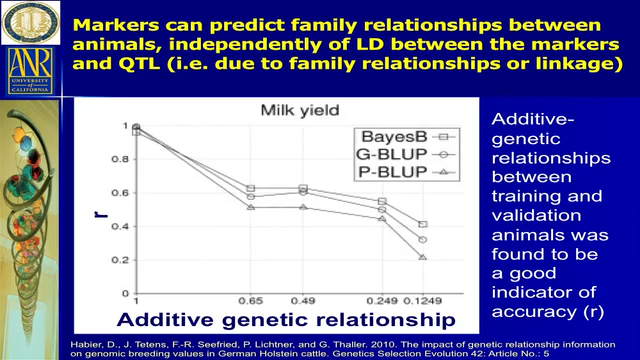 Markers can predict family relationships between
animals, independently of LD between the markers
and QTL (i.e. due to family relationships or linkage)
ANR
UNIVERSITY
of
CALIFORNIA
Milk yield
BayesB
G-BLUP
P-BLUP
1
0.8
0.6
0.4
0.2
0
r
1
0.65
0.49
0.249
0.1249
Additive genetic relationship
Additive-
genetic
relationships
between
training and
validation
animals was
found to be
a good
indicator of
accuracy (r)
Habier, D., J. Tetens, F.-R. Seefried, P. Lichtner, and G. Thaller. 2010. The impact of genetic relationship information
on genomic breeding values in German Holstein cattle. Genetics Selection Evolution 42: Article No.: 5